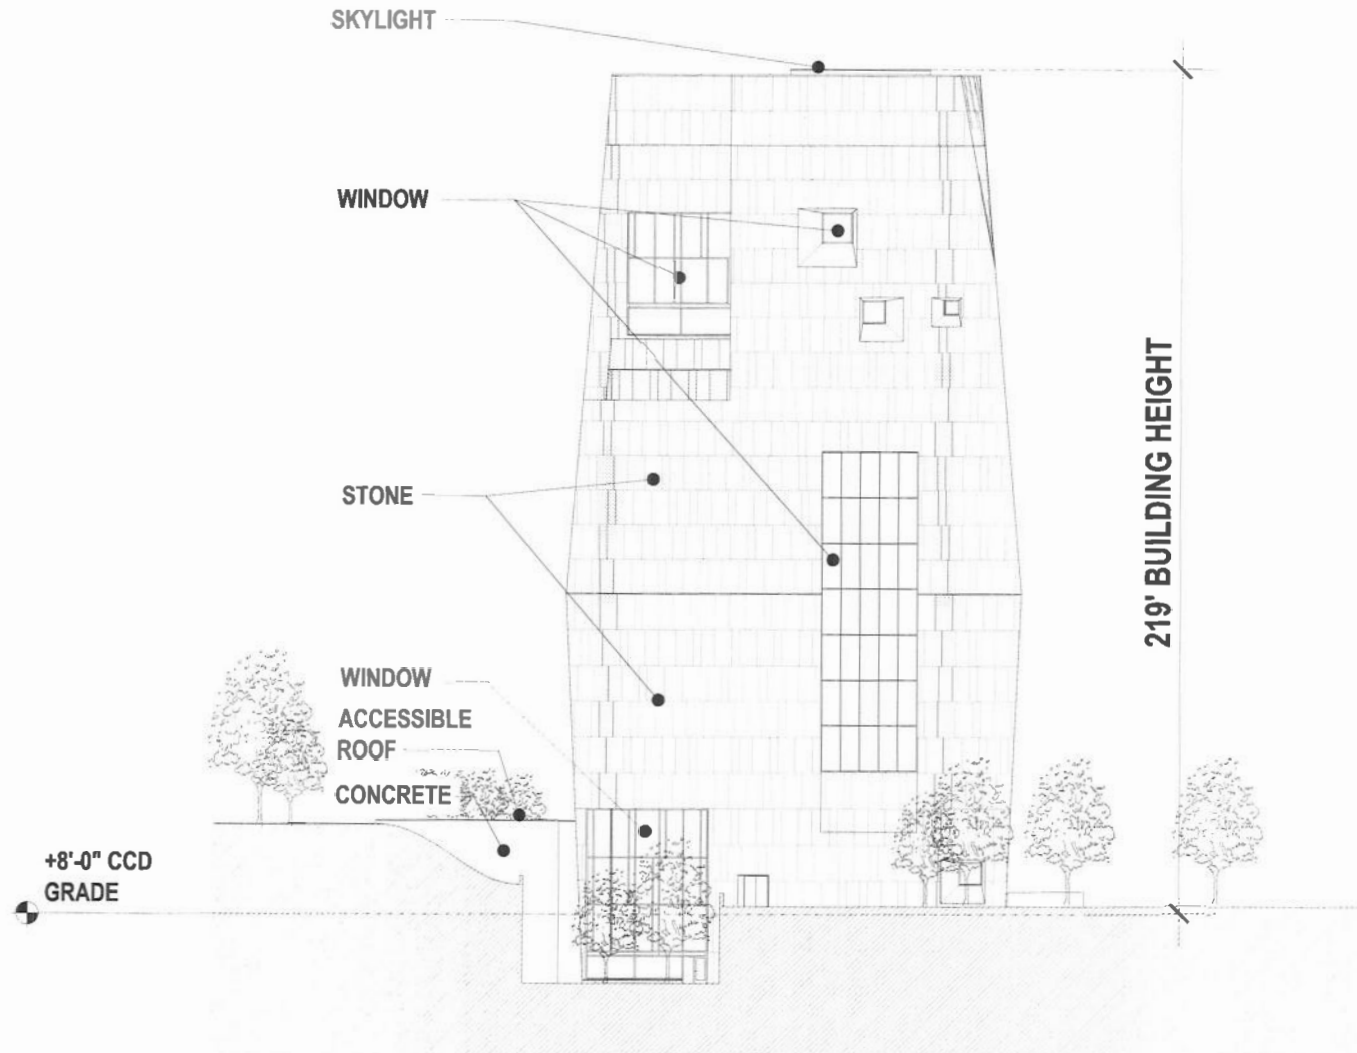 SKYLIGHT
WINDOW
STONE
WINDOW
ACCESSIBLE
ROOF
CONCRETE
+8'-0" CCD
GRADE
219' BUILDING HEIGHT